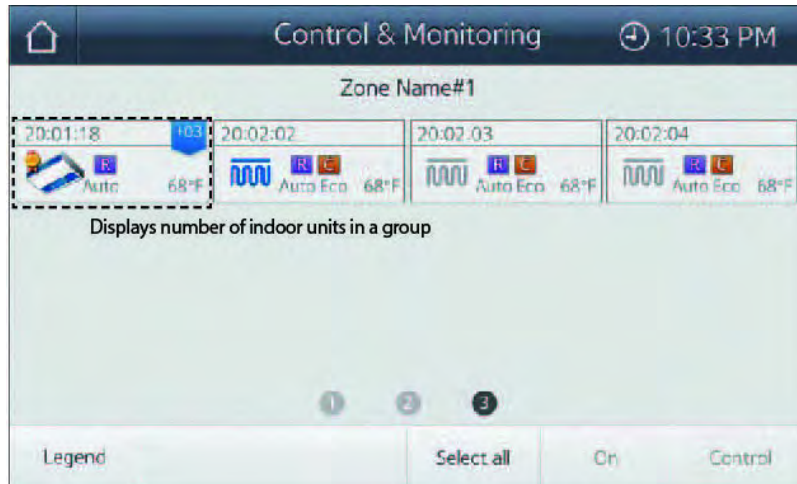 Control & Monitoring 10:33 PM
Zone Name#1
20:01:18 +03 20:02:02 20:02.03 20:02:04
R R C R C R C
Auto 68°F Auto Eco 68°F Auto Eco 68°F Auto Eco 68°F
Displays number of indoor units in a group
1 2 3
Legend Select all On Control